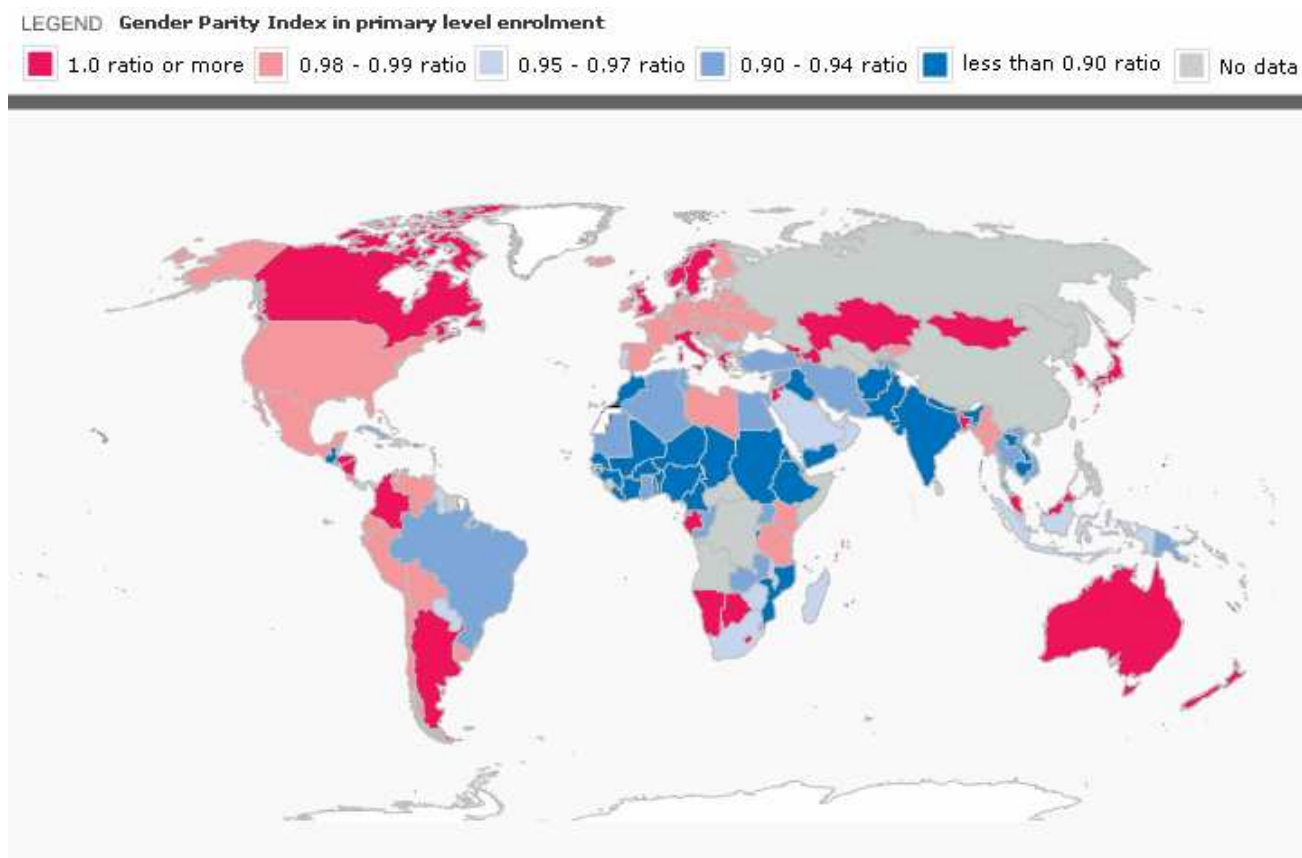 LEGEND Gender Parity Index in primary level enrolment
1.0 ratio or more 0.98 - 0.99 ratio 0.95 - 0.97 ratio 0.90 - 0.94 ratio less than 0.90 ratio No data